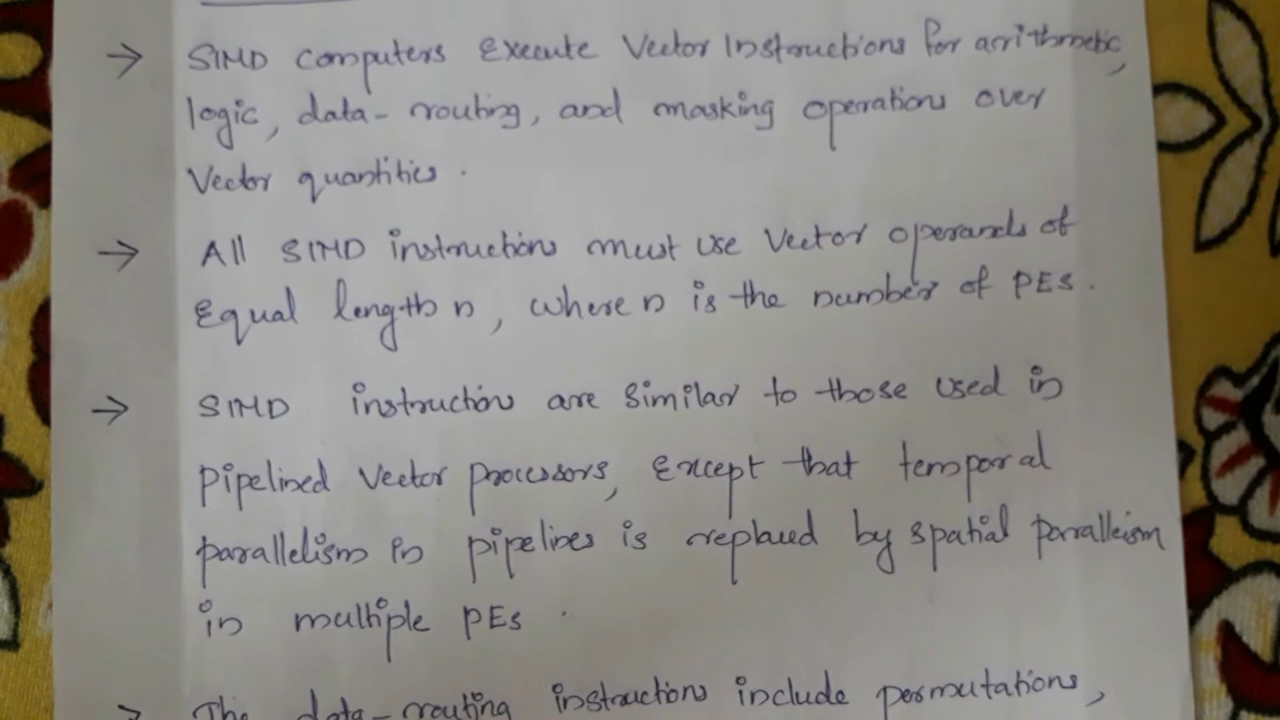 → SIMD computers execute Vector Instructions for arrithmetic,
logic, data-routing, and masking operations over
Vector quantities.
→ All SIMD instructions must use Vector operands of
Equal length n, where n is the number of PEs.
→ SIMD instructions are similar to those used in
pipelined Vector processors, Except that temporal
parallelism in pipelines is replaced by spatial parallelism
in multiple PEs.
→ The data-routing instructions include permutations,